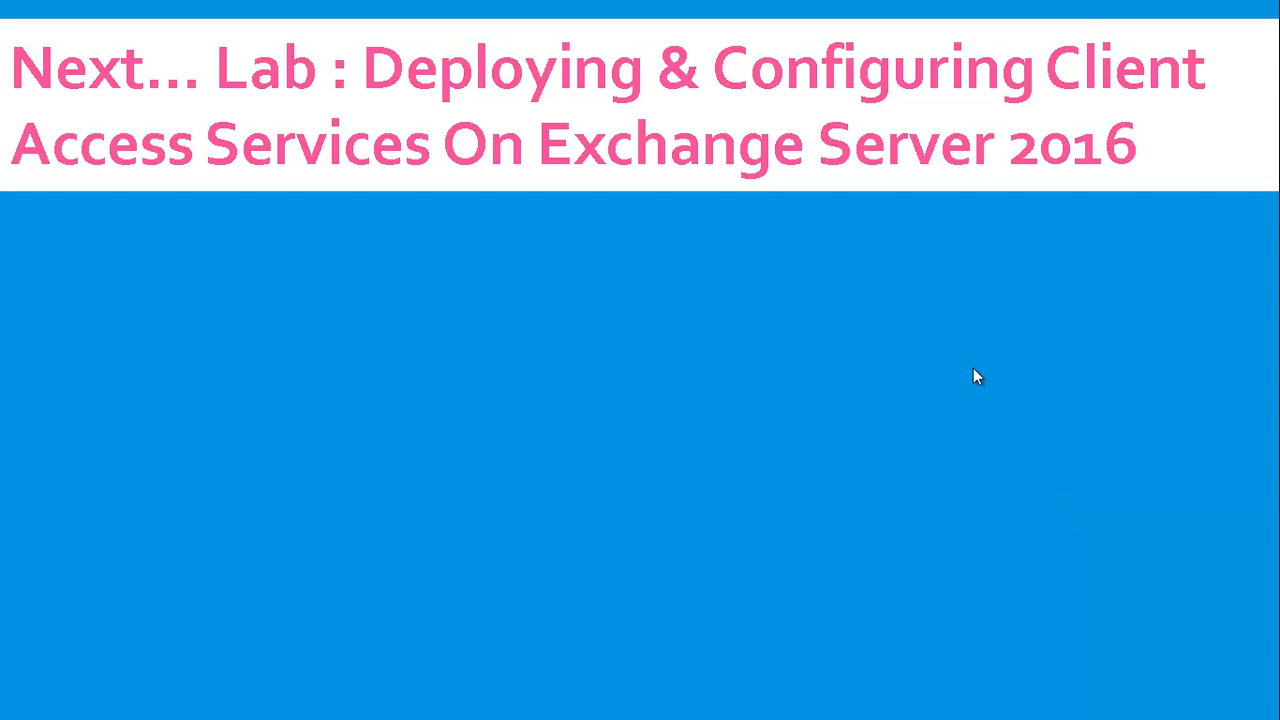 Next... Lab : Deploying & Configuring Client
Access Services On Exchange Server 2016